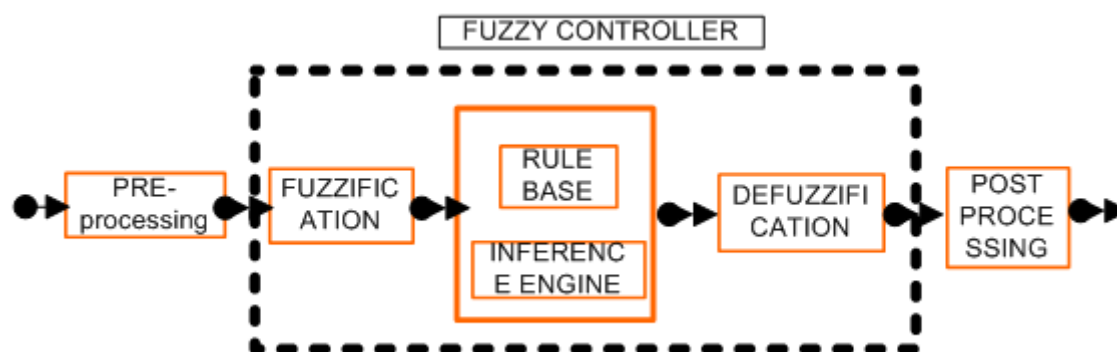 FUZZY CONTROLLER
PRE-
processing
FUZZIFIC
ATION
RULE
BASE
INFERENC
E ENGINE
DEFUZZIFI
CATION
POST
PROCE
SSING